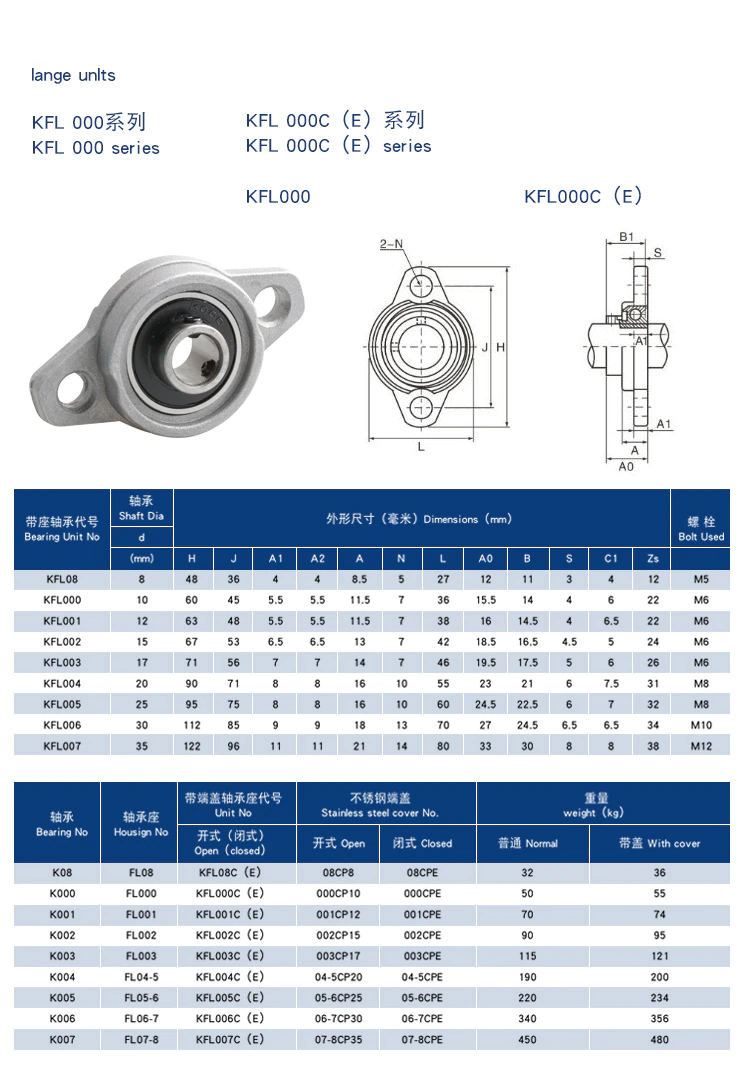 lange unlts
KFL 000系列
KFL 000 series
KFL 000C（E）系列
KFL 000C（E）series
KFL000
KFL000C（E）
2-N
J
H
L
B1
S
A1
A1
A
A0
带座轴承代号
Bearing Unit No
轴承
Shaft Dia
d
(mm)
外形尺寸（毫米）Dimensions（mm）
螺 栓
Bolt Used
H J A1 A2 A N L A0 B S C1 Zs
KFL08 8 48 36 4 4 8.5 5 27 12 11 3 4 12 M5
KFL000 10 60 45 5.5 5.5 11.5 7 36 15.5 14 4 6 22 M6
KFL001 12 63 48 5.5 5.5 11.5 7 38 16 14.5 4 6.5 22 M6
KFL002 15 67 53 6.5 6.5 13 7 42 18.5 16.5 4.5 5 24 M6
KFL003 17 71 56 7 7 14 7 46 19.5 17.5 5 6 26 M6
KFL004 20 90 71 8 8 16 10 55 23 21 6 7.5 31 M8
KFL005 25 95 75 8 8 16 10 60 24.5 22.5 6 7 32 M8
KFL006 30 112 85 9 9 18 13 70 27 24.5 6.5 6.5 34 M10
KFL007 35 122 96 11 11 21 14 80 33 30 8 8 38 M12
轴承
Bearing No
轴承座
Housign No
带端盖轴承座代号
Unit No
开式（闭式）
Open（closed）
不锈钢端盖
Stainless steel cover No.
开式 Open
闭式 Closed
重量
weight（kg）
普通 Normal
带盖 With cover
K08 FL08 KFL08C（E） 08CP8 08CPE 32 36
K000 FL000 KFL000C（E） 000CP10 000CPE 50 55
K001 FL001 KFL001C（E） 001CP12 001CPE 70 74
K002 FL002 KFL002C（E） 002CP15 002CPE 90 95
K003 FL003 KFL003C（E） 003CP17 003CPE 115 121
K004 FL04-5 KFL004C（E） 04-5CP20 04-5CPE 190 200
K005 FL05-6 KFL005C（E） 05-6CP25 05-6CPE 220 234
K006 FL06-7 KFL006C（E） 06-7CP30 06-7CPE 340 356
K007 FL07-8 KFL007C（E） 07-8CP35 07-8CPE 450 480